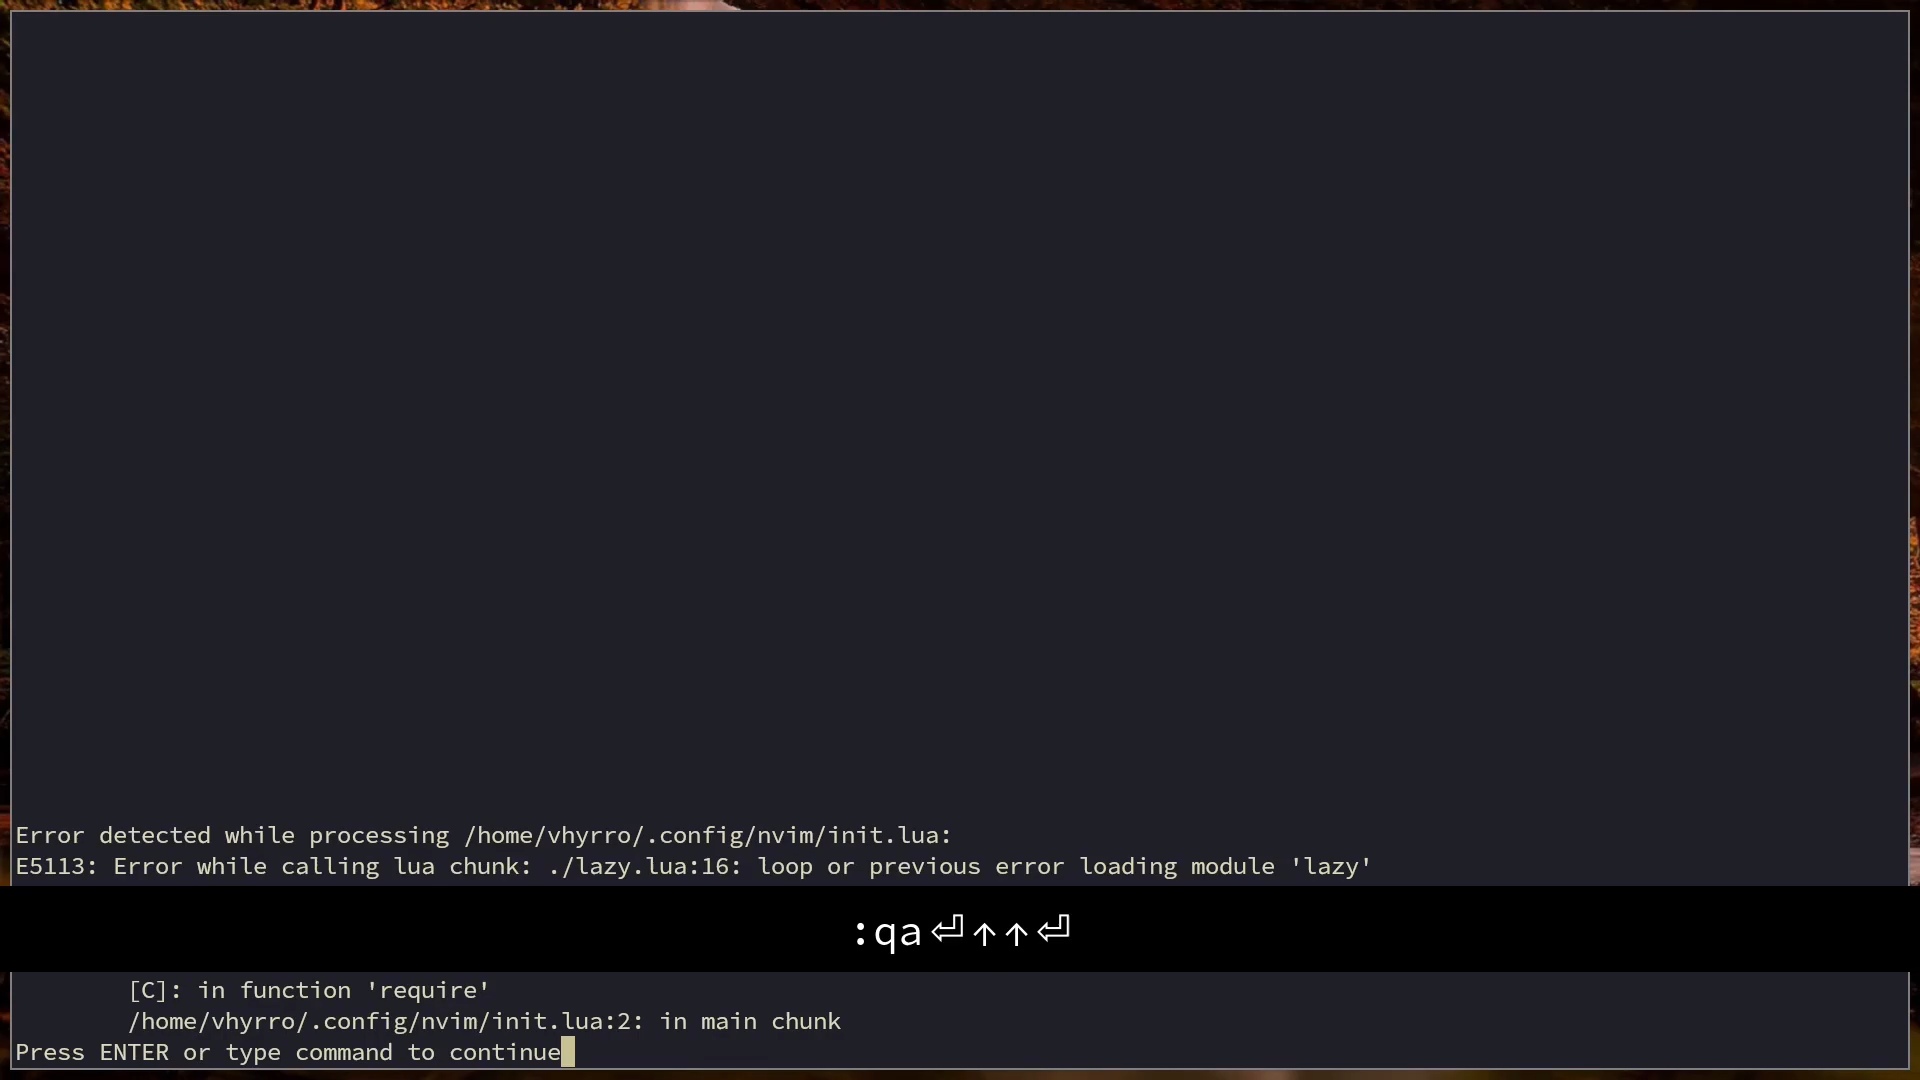 Error detected while processing /home/vhyrro/.config/nvim/init.lua:
E5113: Error while calling lua chunk: ./lazy.lua:16: loop or previous error loading module 'lazy'
:qa⏎↑↑⏎
[C]: in function 'require'
/home/vhyrro/.config/nvim/init.lua:2: in main chunk
Press ENTER or type command to continue